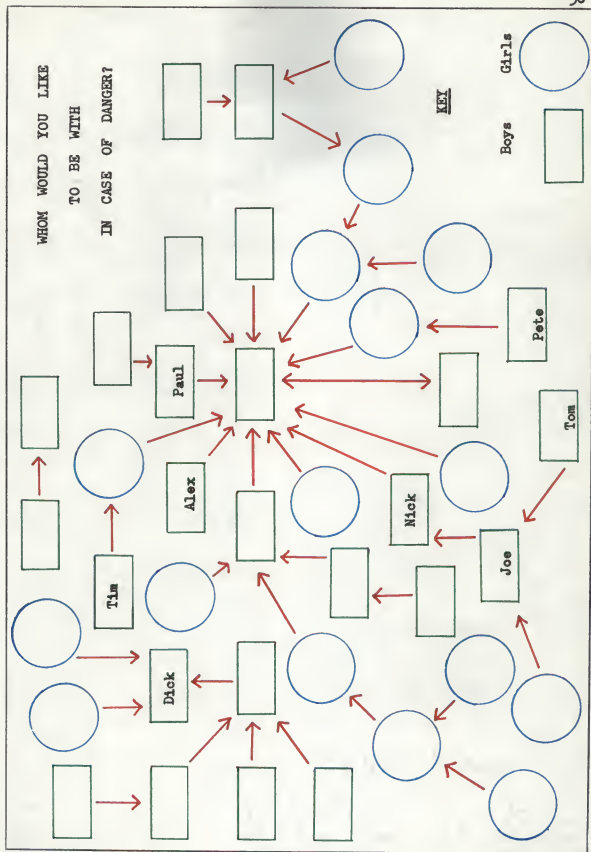 WHOM WOULD YOU LIKE
TO BE WITH
IN CASE OF DANGER?
KEY
Girls
Boys
Paul
Alex
Tim
Dick
Nick
Joe
Pete
Tom